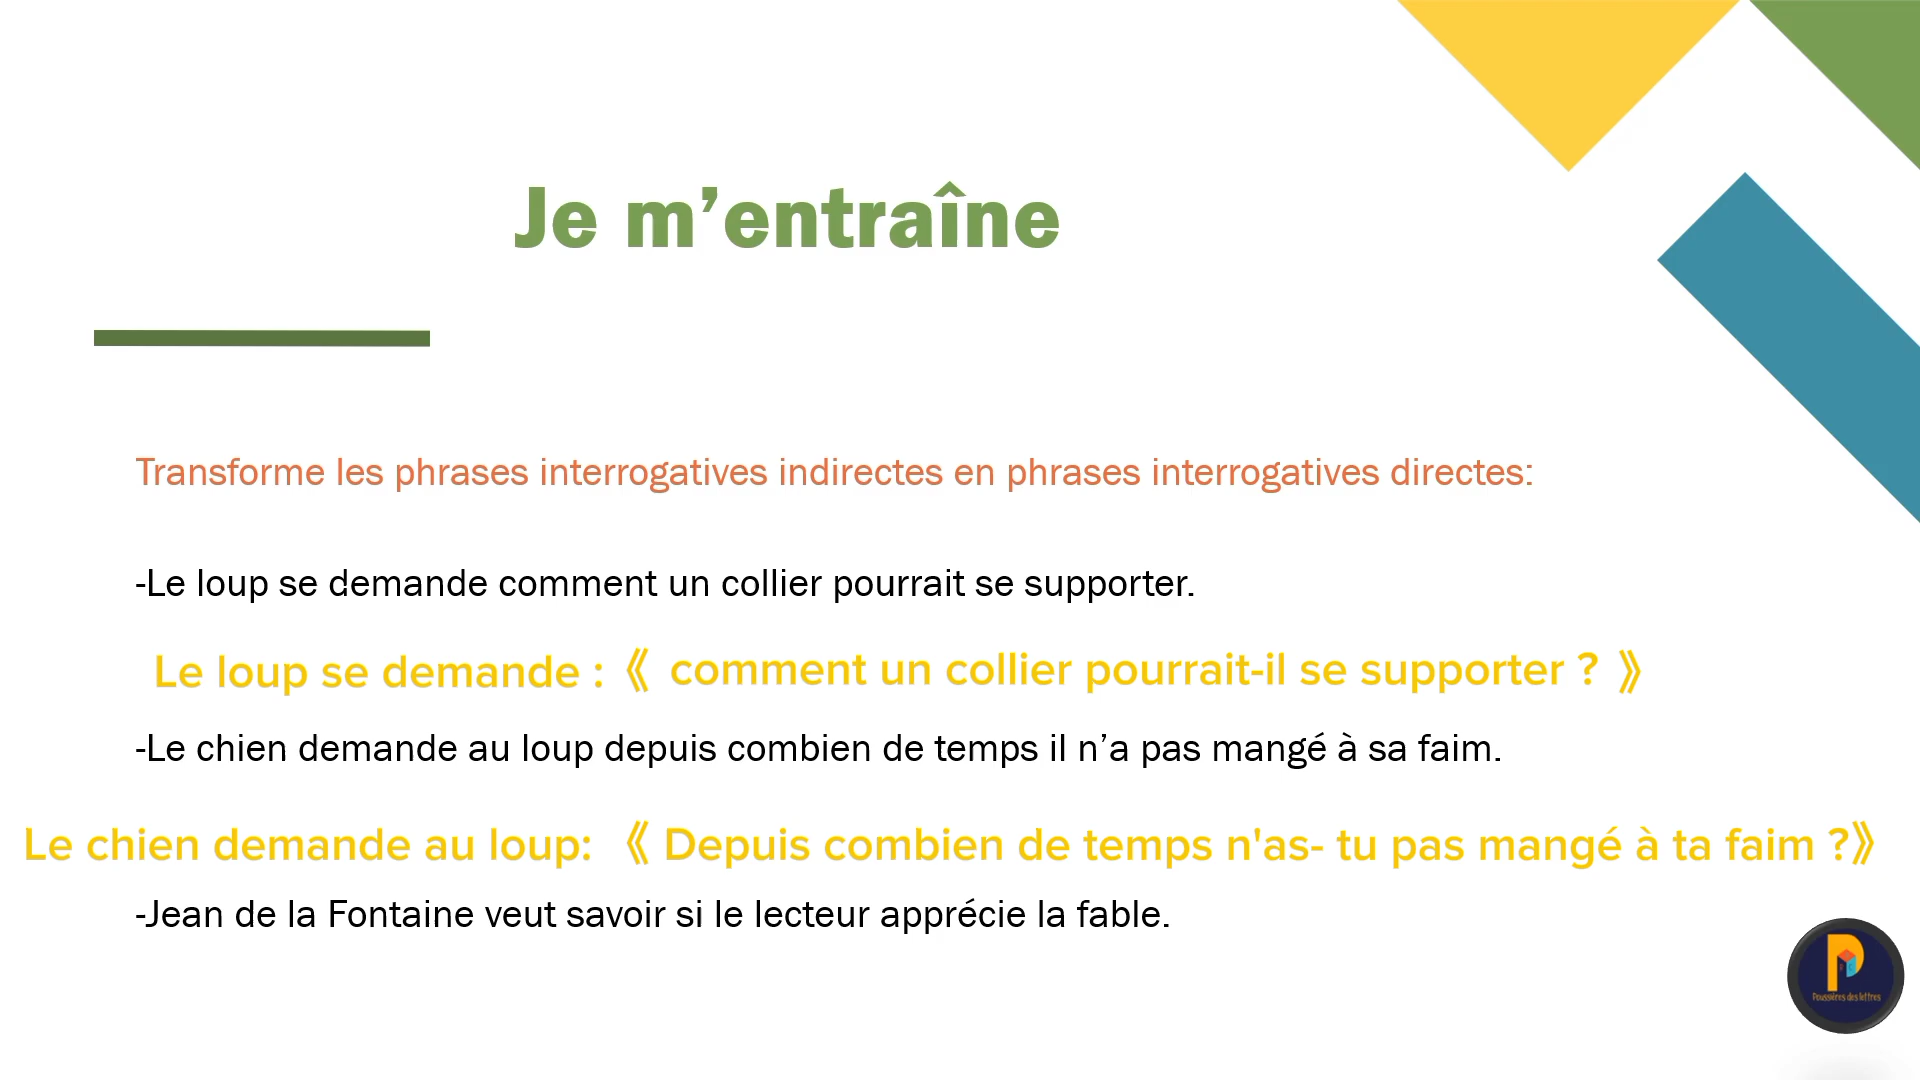 Je m’entraîne
Transforme les phrases interrogatives indirectes en phrases interrogatives directes:
-Le loup se demande comment un collier pourrait se supporter.
Le loup se demande : 《 comment un collier pourrait-il se supporter ? 》
-Le chien demande au loup depuis combien de temps il n’a pas mangé à sa faim.
Le chien demande au loup: 《 Depuis combien de temps n'as- tu pas mangé à ta faim ?》
-Jean de la Fontaine veut savoir si le lecteur apprécie la fable.
Poussières des lettres